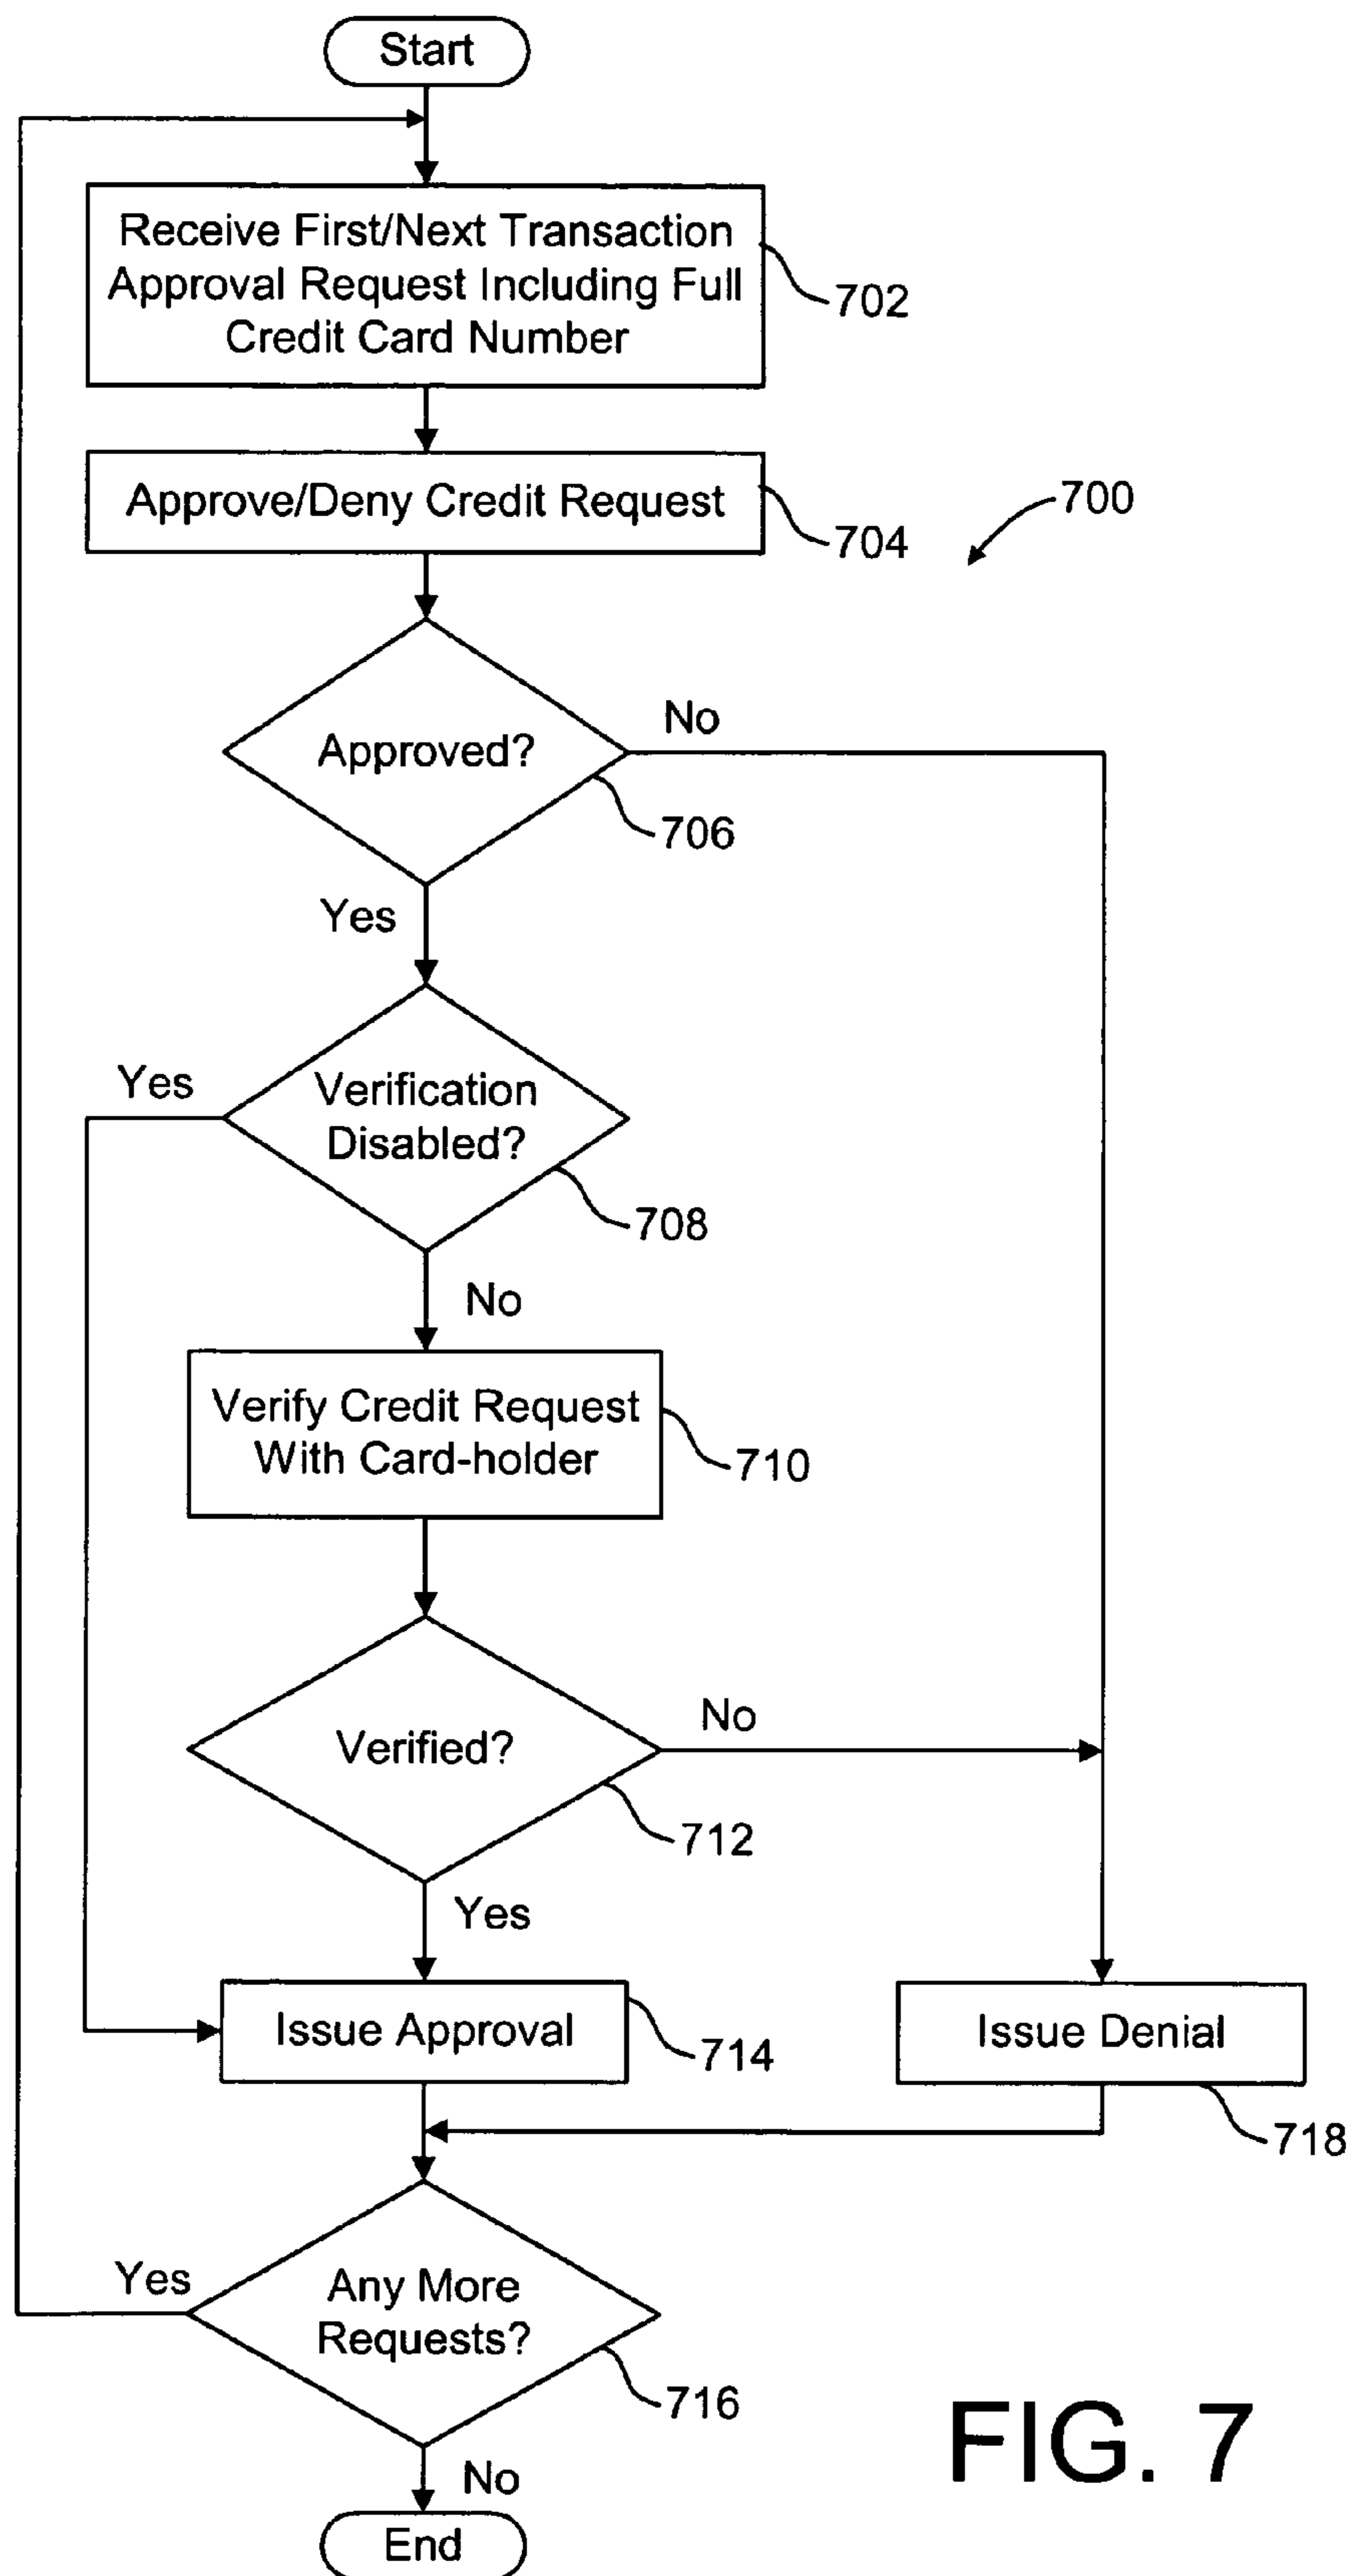 Start
Receive First/Next Transaction
Approval Request Including Full
Credit Card Number
702
Approve/Deny Credit Request
704
700
Approved?
No
706
Yes
Verification
Disabled?
Yes
708
No
Verify Credit Request
With Card-holder
710
Verified?
No
712
Yes
Issue Approval
714
Issue Denial
718
Any More
Requests?
Yes
716
No
End
FIG. 7